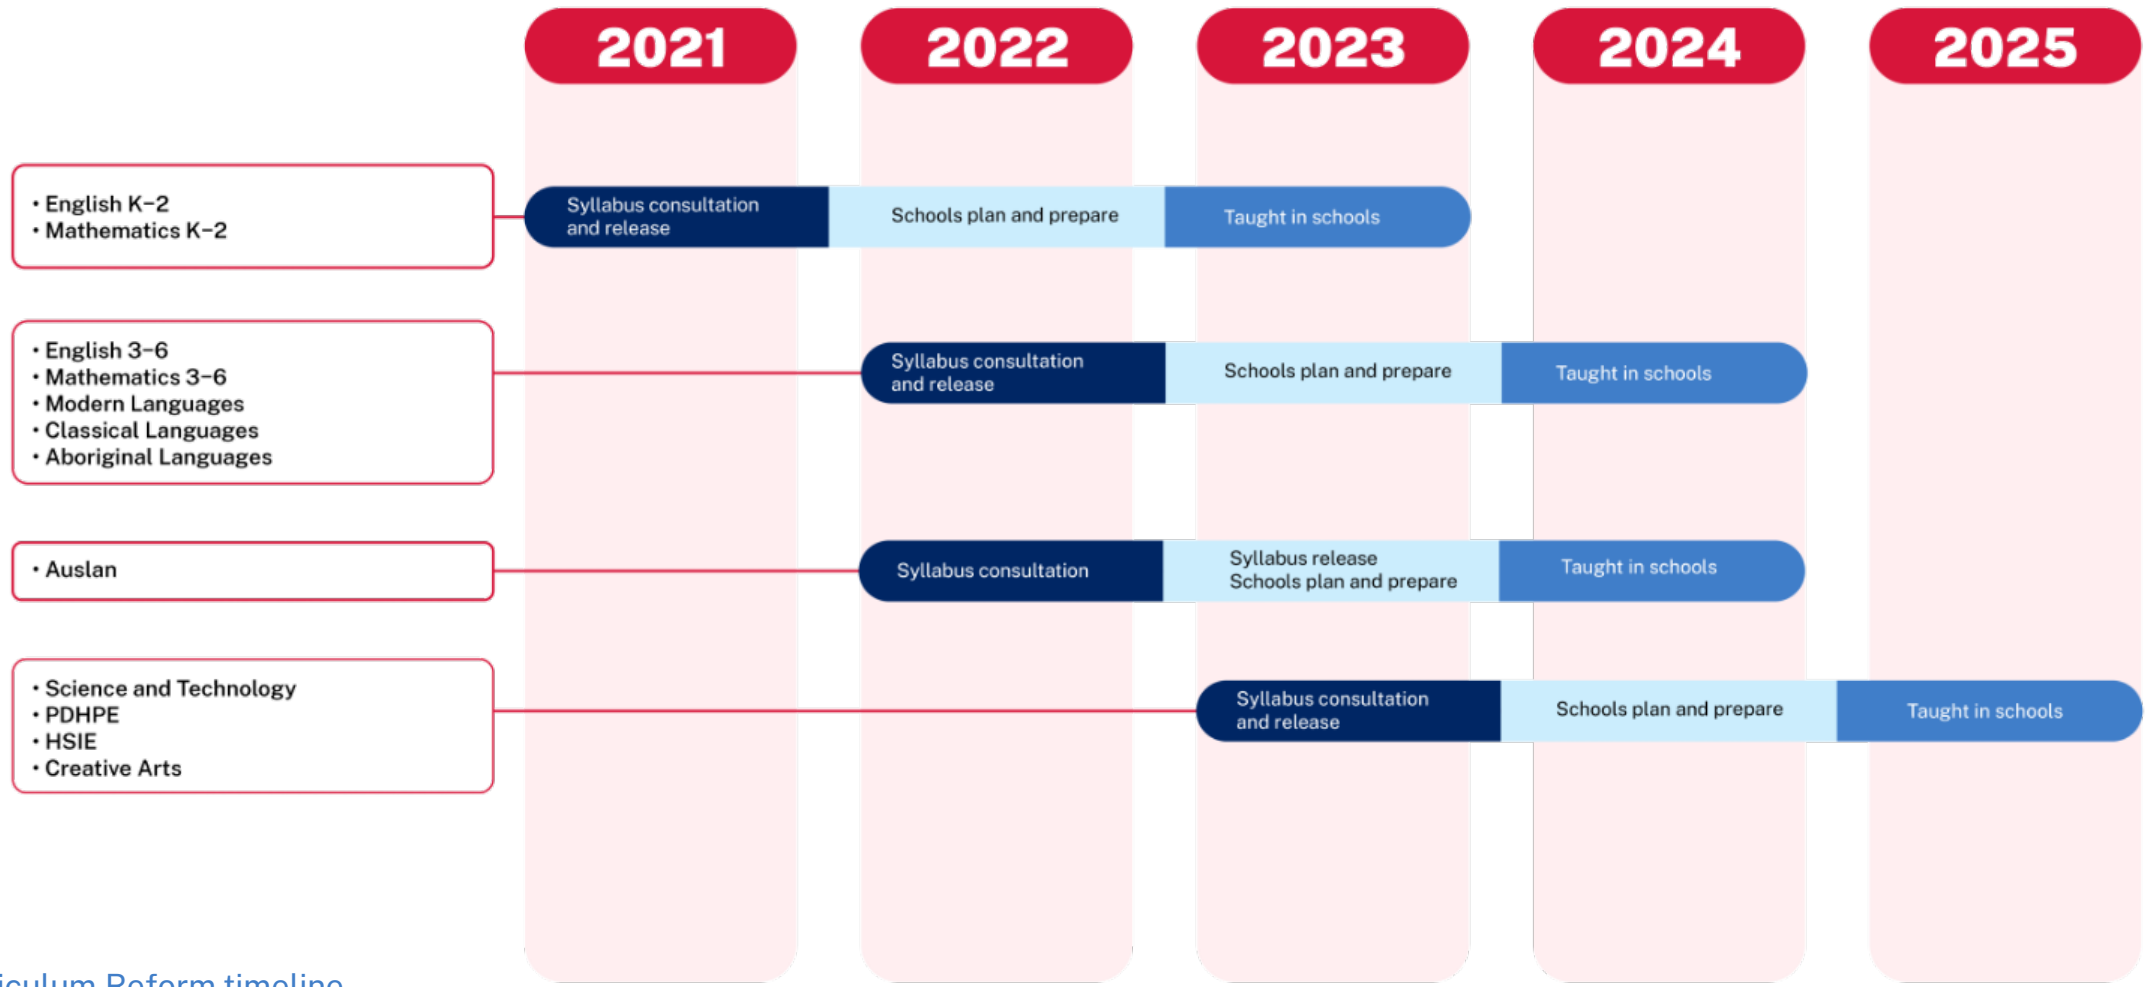 2021
2022
2023
2024
2025
• English K–2
• Mathematics K–2
Syllabus consultation
and release
Schools plan and prepare
Taught in schools
• English 3–6
• Mathematics 3–6
• Modern Languages
• Classical Languages
• Aboriginal Languages
Syllabus consultation
and release
Schools plan and prepare
Taught in schools
• Auslan
Syllabus consultation
Syllabus release
Schools plan and prepare
Taught in schools
• Science and Technology
• PDHPE
• HSIE
• Creative Arts
Syllabus consultation
and release
Schools plan and prepare
Taught in schools
Reform timeline